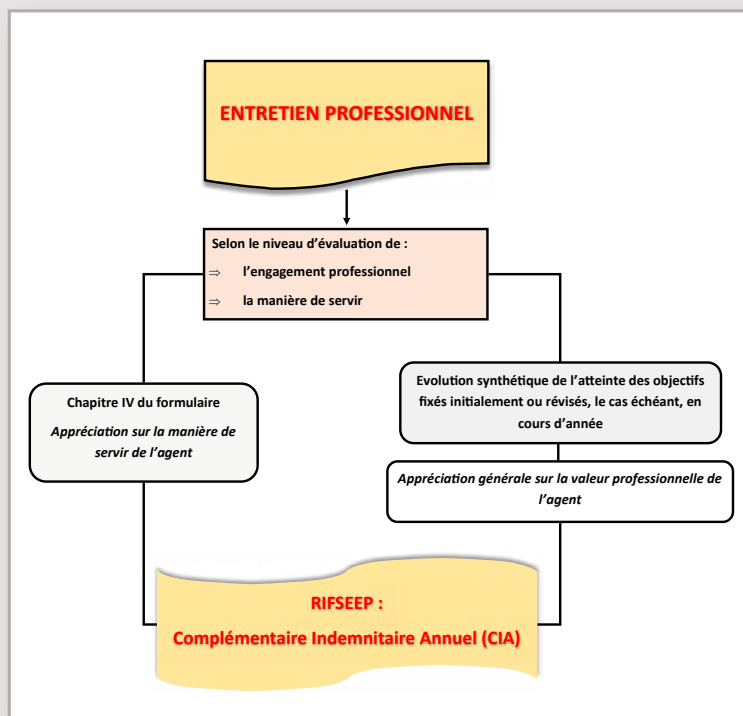 ENTRETIEN PROFESSIONNEL
Selon le niveau d’évaluation de :
⇒ l’engagement professionnel
⇒ la manière de servir
Chapitre IV du formulaire
Appréciation sur la manière de
servir de l’agent
Evolution synthétique de l’atteinte des objectifs
fixés initialement ou révisés, le cas échéant, en
cours d’année
Appréciation générale sur la valeur professionnelle de
l’agent
RIFSEEP :
Complémentaire Indemnitaire Annuel (CIA)